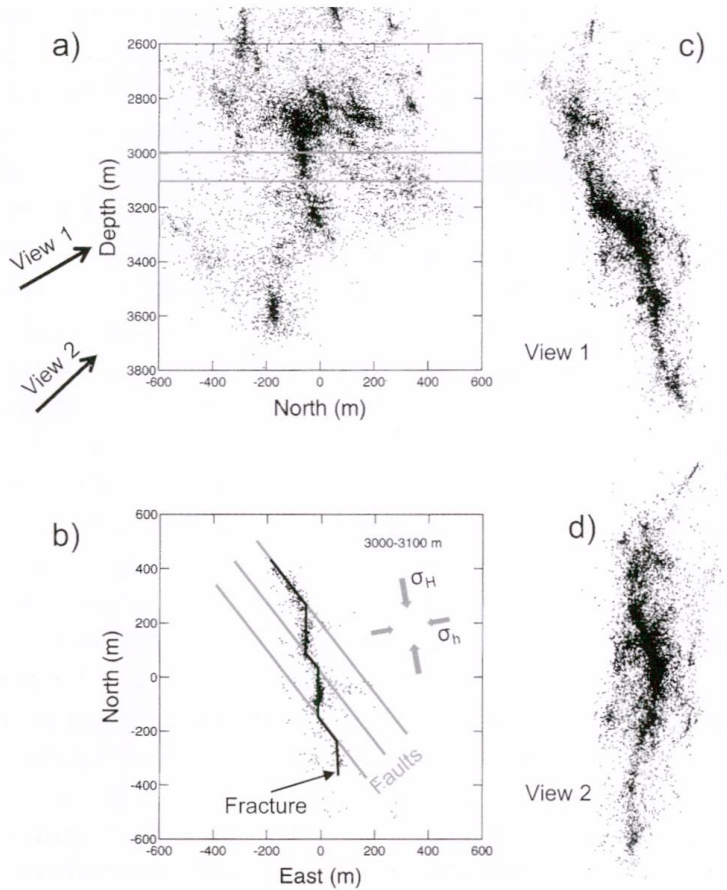 a)
2600
2800
3000
3200
3400
3600
3800
Depth (m)
-600 -400 -200 0 200 400 600
North (m)
View 1
View 2
c)
View 1
b)
600
400
200
0
-200
-400
-600
North (m)
3000-3100 m
σH
σh
Faults
Fracture
-600 -400 -200 0 200 400 600
East (m)
d)
View 2